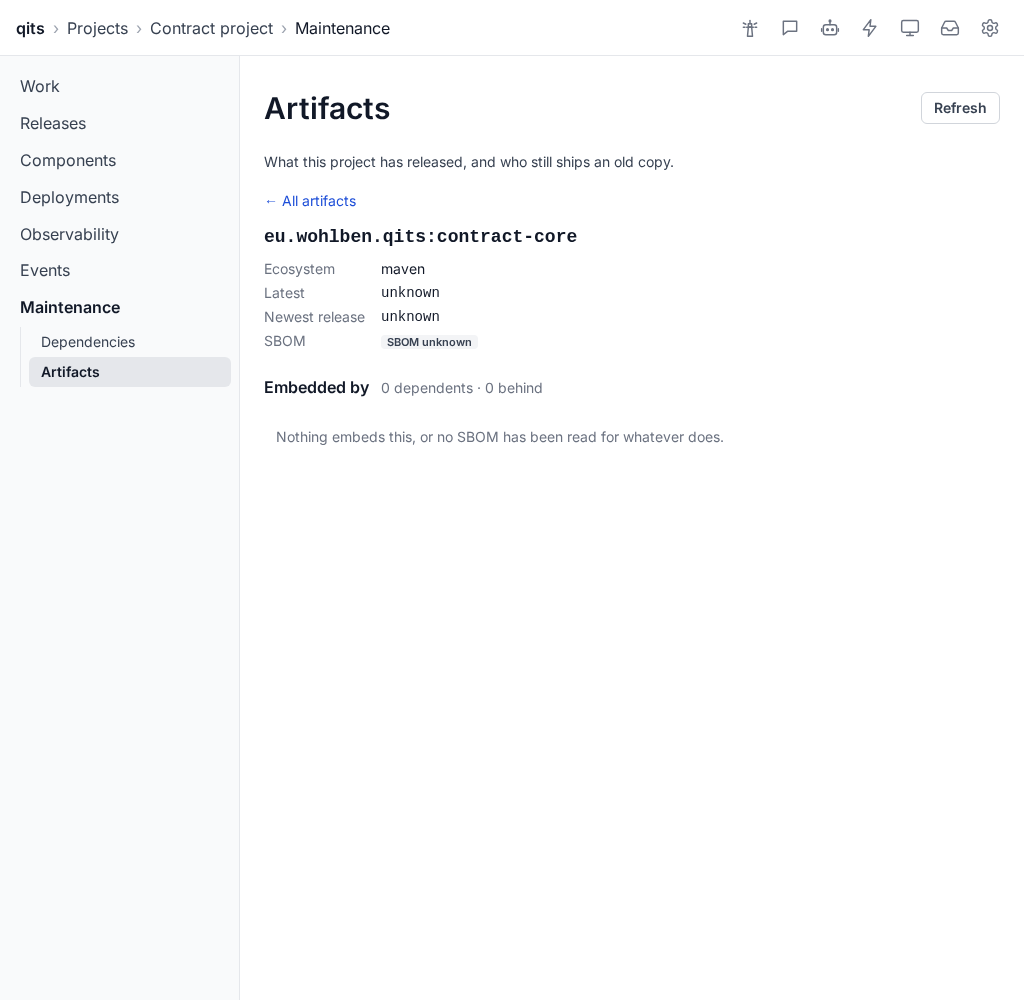 qits › Projects › Contract project › Maintenance
Work
Releases
Components
Deployments
Observability
Events
Maintenance
Dependencies
Artifacts
Artifacts
Refresh
What this project has released, and who still ships an old copy.
← All artifacts
eu.wohlben.qits:contract-core
Ecosystem maven
Latest unknown
Newest release unknown
SBOM SBOM unknown
Embedded by 0 dependents · 0 behind
Nothing embeds this, or no SBOM has been read for whatever does.